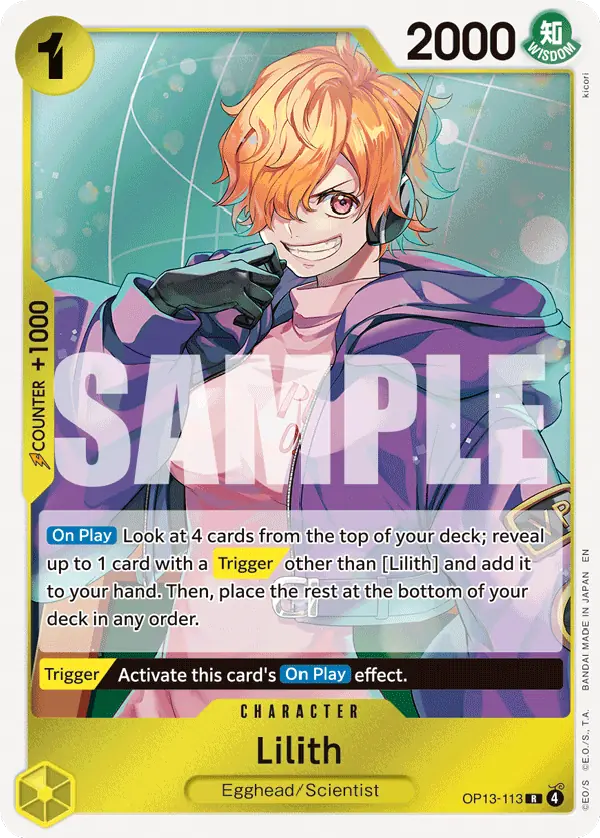 1
2000
知
WISDOM
kicori
COUNTER +1000
SAMPLE
On Play Look at 4 cards from the top of your deck; reveal
up to 1 card with a Trigger other than [Lilith] and add it
to your hand. Then, place the rest at the bottom of your
deck in any order.
Trigger Activate this card's On Play effect.
CHARACTER
Lilith
Egghead/Scientist
OP13-113 R 4
©EO/S ©E.O./S., T.A. BANDAI MADE IN JAPAN EN